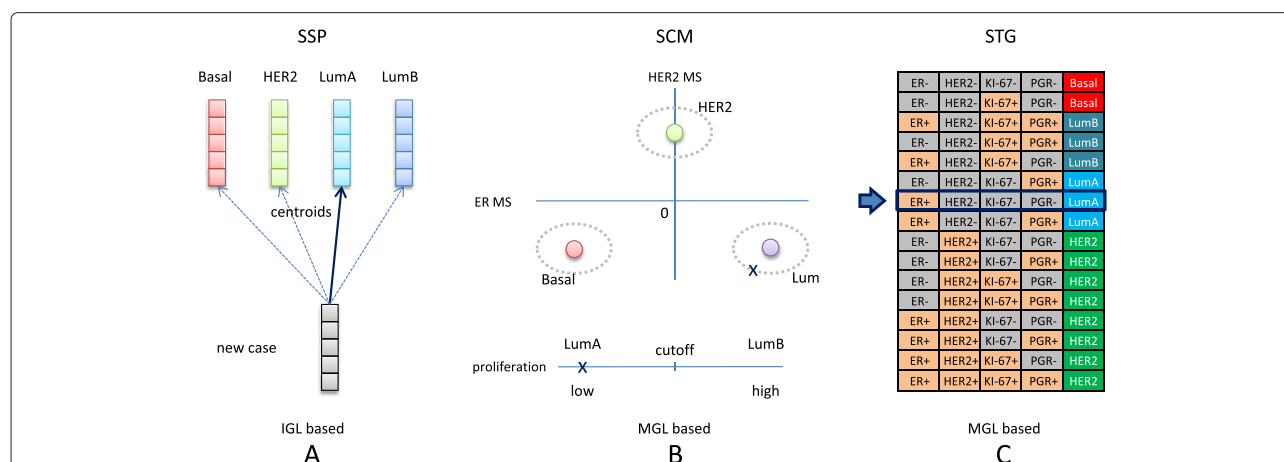 SSP
Basal HER2 LumA LumB
centroids
new case
IGL based
A
SCM
HER2 MS
HER2
ER MS
0
Basal
Lum
LumA cutoff LumB
proliferation
low high
MGL based
B
STG
ER- HER2- KI-67- PGR- Basal
ER- HER2- KI-67+ PGR- Basal
ER+ HER2- KI-67+ PGR+ LumB
ER- HER2- KI-67+ PGR+ LumB
ER+ HER2- KI-67+ PGR- LumB
ER- HER2- KI-67- PGR+ LumA
ER+ HER2- KI-67- PGR- LumA
ER+ HER2- KI-67- PGR+ LumA
ER- HER2+ KI-67- PGR- HER2
ER- HER2+ KI-67- PGR+ HER2
ER- HER2+ KI-67+ PGR- HER2
ER- HER2+ KI-67+ PGR+ HER2
ER+ HER2+ KI-67- PGR- HER2
ER+ HER2+ KI-67- PGR+ HER2
ER+ HER2+ KI-67+ PGR- HER2
ER+ HER2+ KI-67+ PGR+ HER2
MGL based
C